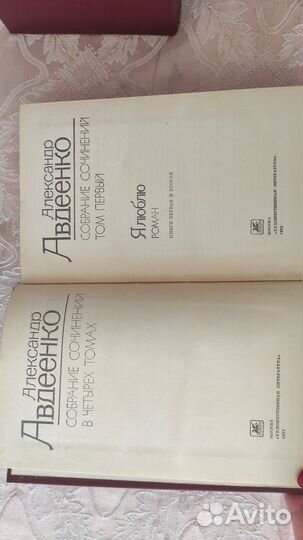 Александр
Авдеенко
СОБРАНИЕ СОЧИНЕНИЙ
В ЧЕТЫРЕХ ТОМАХ
МОСКВА
«ХУДОЖЕСТВЕННАЯ ЛИТЕРАТУРА»
Александр
Авдеенко
СОБРАНИЕ СОЧИНЕНИЙ
ТОМ ПЕРВЫЙ
Я люблю
РОМАН
КНИГИ ПЕРВАЯ И ВТОРАЯ
МОСКВА
«ХУДОЖЕСТВЕННАЯ ЛИТЕРАТУРА»
Avito